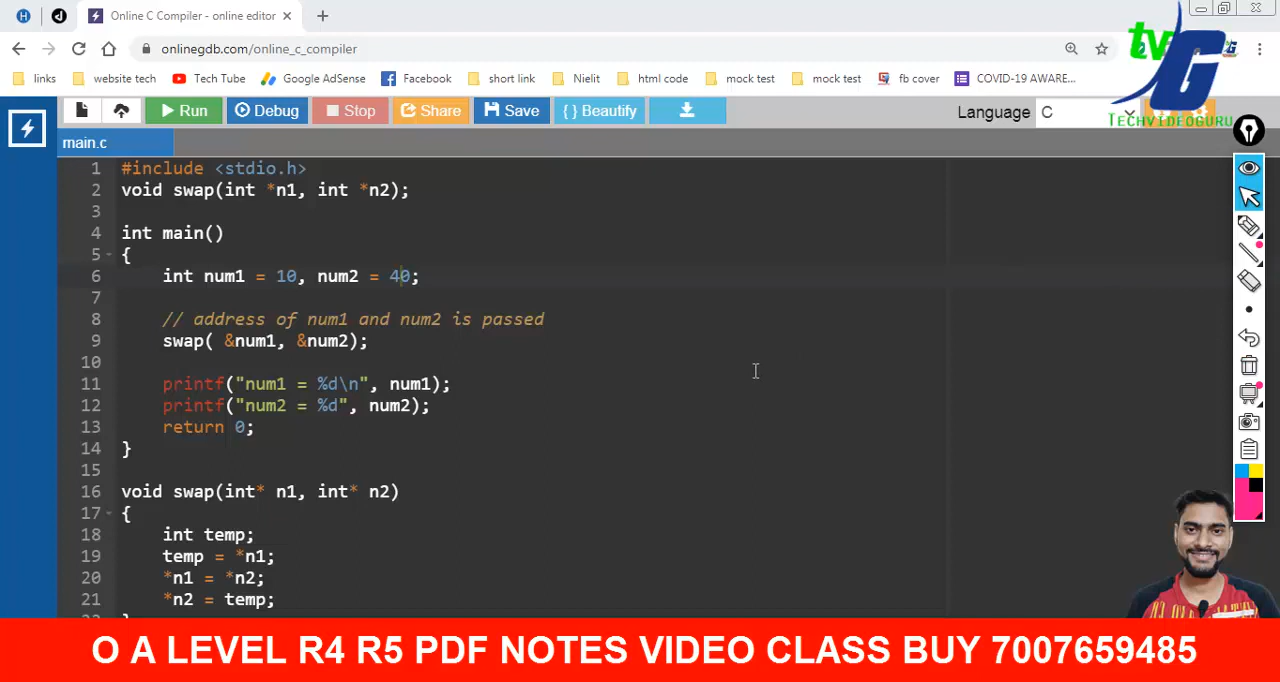 Online C Compiler - online editor
onlinegdb.com/online_c_compiler
links website tech Tech Tube Google AdSense Facebook short link Nielit html code mock test mock test fb cover COVID-19 AWARE...
tv
G
TECHVIDEOGURU
Run Debug Stop Share Save { } Beautify Language C
main.c
1 #include <stdio.h>
2 void swap(int *n1, int *n2);
3
4 int main()
5 {
6 int num1 = 10, num2 = 40;
7
8 // address of num1 and num2 is passed
9 swap( &num1, &num2);
10
11 printf("num1 = %d\n", num1);
12 printf("num2 = %d", num2);
13 return 0;
14 }
15
16 void swap(int* n1, int* n2)
17 {
18 int temp;
19 temp = *n1;
20 *n1 = *n2;
21 *n2 = temp;
O A LEVEL R4 R5 PDF NOTES VIDEO CLASS BUY 7007659485